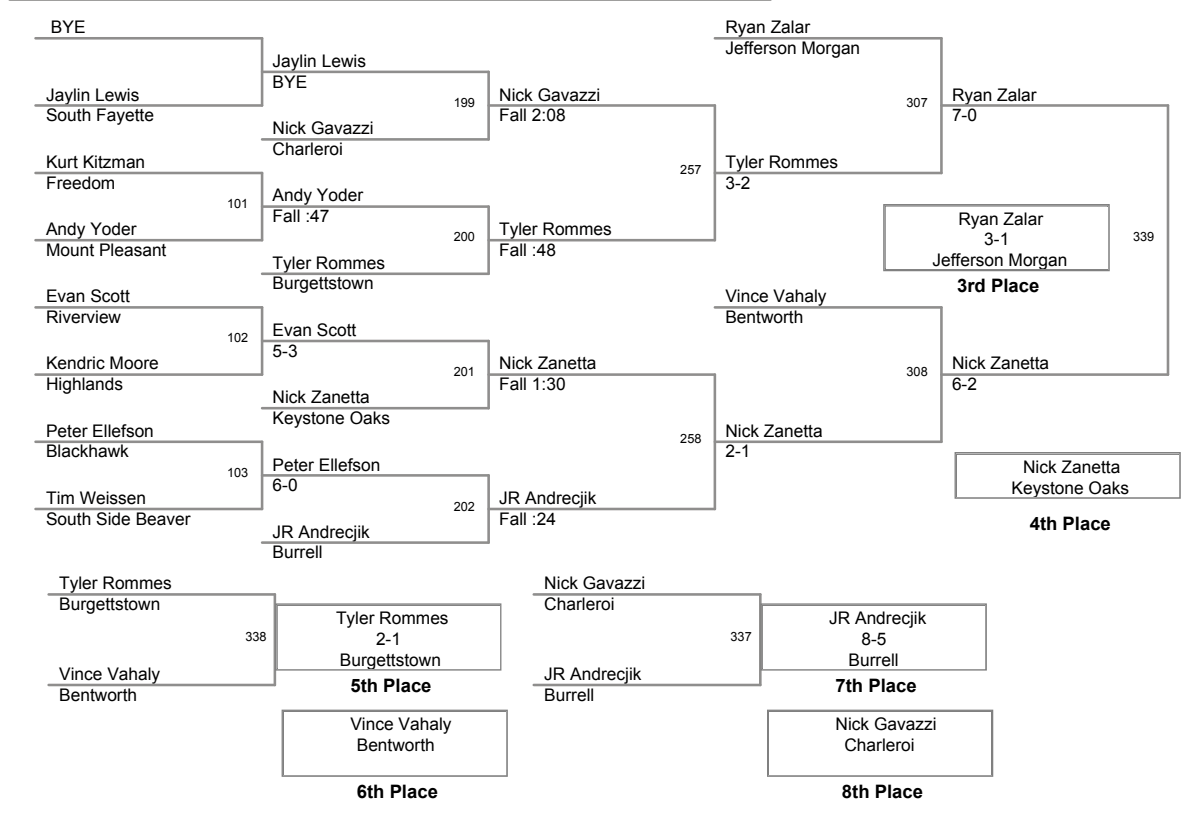 BYE
Jaylin Lewis
South Fayette
Kurt Kitzman
Freedom
101
Andy Yoder
Mount Pleasant
Evan Scott
Riverview
102
Kendric Moore
Highlands
Peter Ellefson
Blackhawk
103
Tim Weissen
South Side Beaver
Jaylin Lewis
BYE
199
Nick Gavazzi
Charleroi
Andy Yoder
Fall :47
200
Tyler Rommes
Burgettstown
Evan Scott
5-3
201
Nick Zanetta
Keystone Oaks
Peter Ellefson
6-0
202
JR Andrecjik
Burrell
Nick Gavazzi
Fall 2:08
257
Tyler Rommes
Fall :48
Nick Zanetta
Fall 1:30
258
JR Andrecjik
Fall :24
Ryan Zalar
Jefferson Morgan
307
Tyler Rommes
3-2
Vince Vahaly
Bentworth
308
Nick Zanetta
2-1
Ryan Zalar
7-0
339
Nick Zanetta
6-2
Ryan Zalar
3-1
Jefferson Morgan
3rd Place
Nick Zanetta
Keystone Oaks
4th Place
Tyler Rommes
Burgettstown
338
Vince Vahaly
Bentworth
Tyler Rommes
2-1
Burgettstown
5th Place
Vince Vahaly
Bentworth
6th Place
Nick Gavazzi
Charleroi
337
JR Andrecjik
Burrell
JR Andrecjik
8-5
Burrell
7th Place
Nick Gavazzi
Charleroi
8th Place